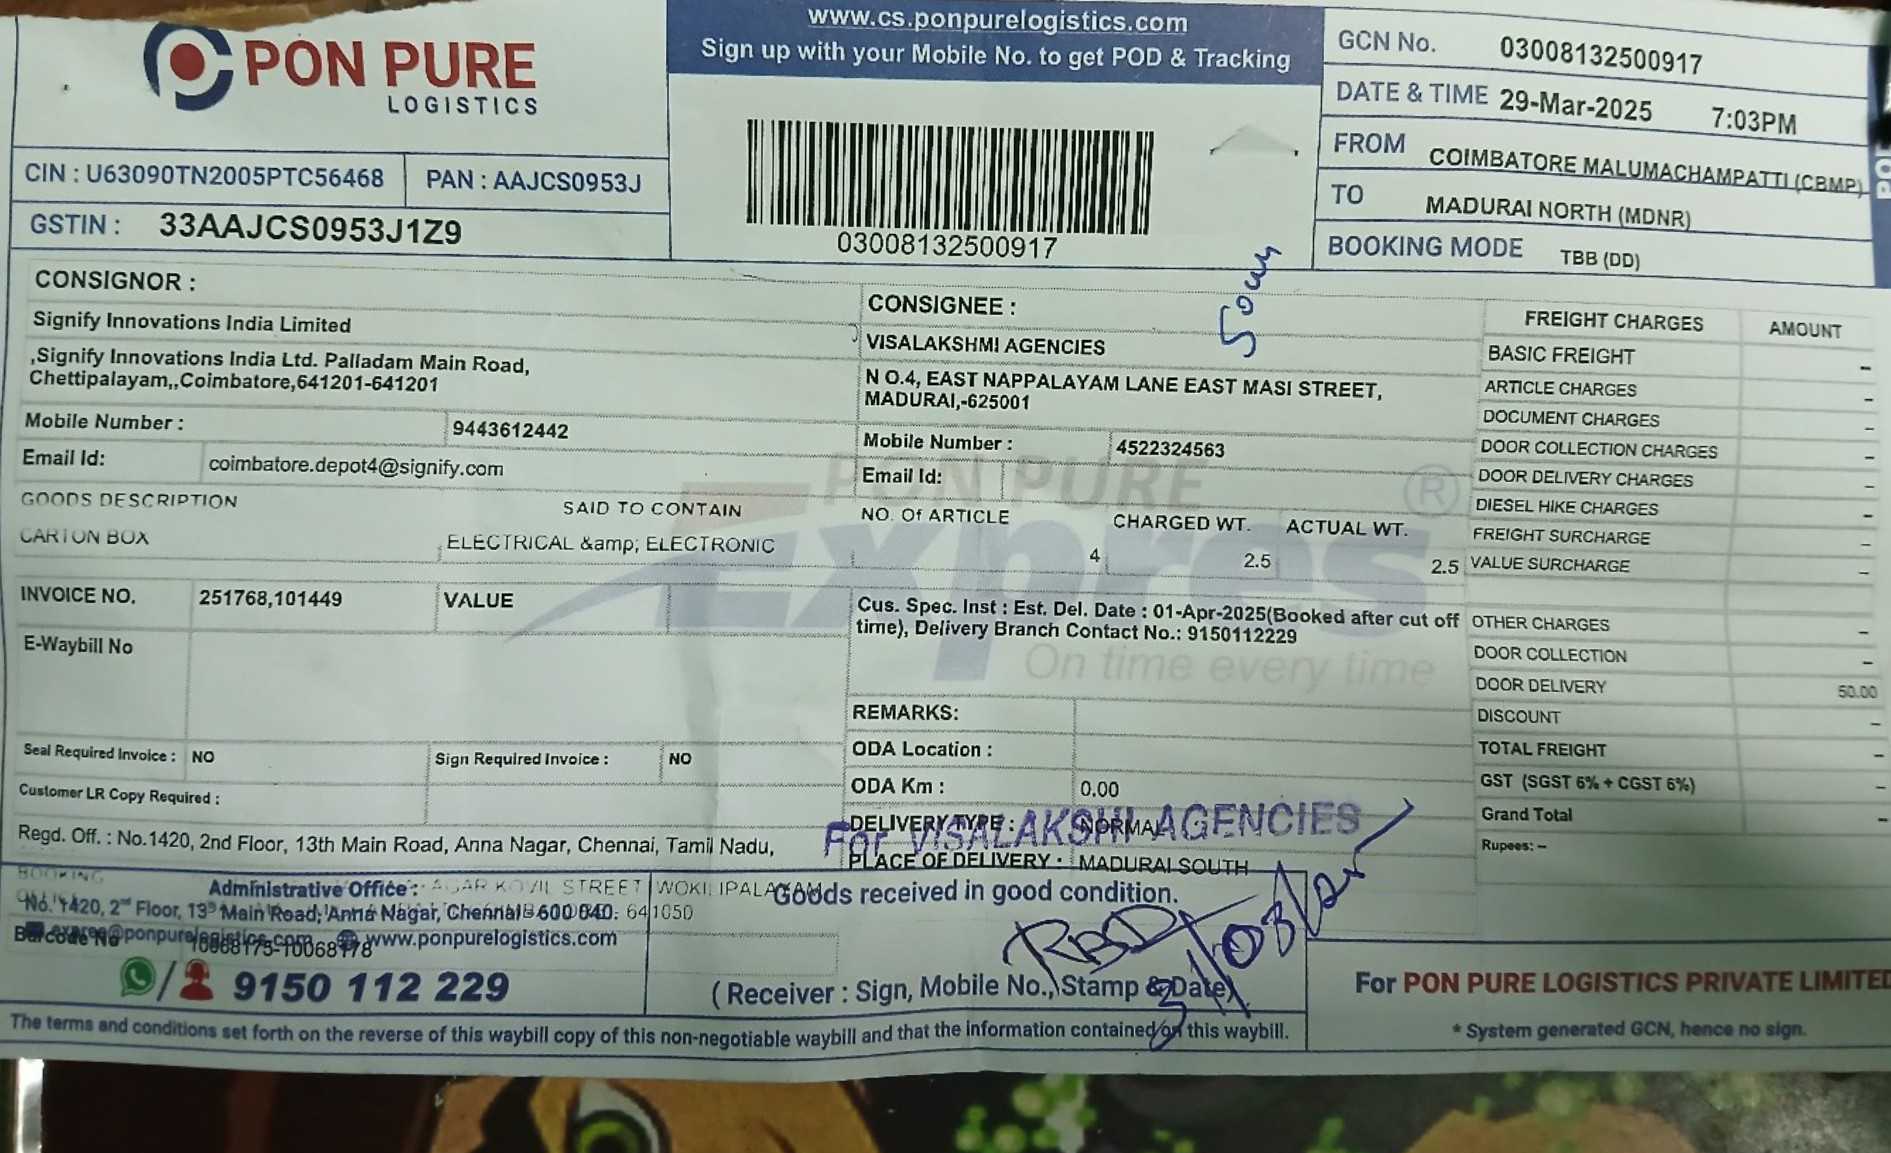 PON PURE
LOGISTICS
www.cs.ponpurelogistics.com
Sign up with your Mobile No. to get POD & Tracking
03008132500917
GCN No. 03008132500917
DATE & TIME 29-Mar-2025 7:03PM
FROM COIMBATORE MALUMACHAMPATTI (CBMP)
TO MADURAI NORTH (MDNR)
BOOKING MODE TBB (DD)
CIN : U63090TN2005PTC56468 PAN : AAJCS0953J
GSTIN : 33AAJCS0953J1Z9
CONSIGNOR :
Signify Innovations India Limited
,Signify Innovations India Ltd. Palladam Main Road,
Chettipalayam,,Coimbatore,641201-641201
Mobile Number : 9443612442
Email Id: coimbatore.depot4@signify.com
CONSIGNEE :
VISALAKSHMI AGENCIES
N O.4, EAST NAPPALAYAM LANE EAST MASI STREET,
MADURAI,-625001
Mobile Number : 4522324563
Email Id:
GOODS DESCRIPTION SAID TO CONTAIN NO. Of ARTICLE CHARGED WT. ACTUAL WT.
CARTON BOX ELECTRICAL &amp; ELECTRONIC 4 2.5 2.5
PON PURE
Expres ®
On time every time
INVOICE NO. 251768,101449 VALUE
E-Waybill No
Cus. Spec. Inst : Est. Del. Date : 01-Apr-2025(Booked after cut off
time), Delivery Branch Contact No.: 9150112229
REMARKS:
ODA Location :
ODA Km : 0.00
DELIVERY TYPE : NORMAL
PLACE OF DELIVERY : MADURAI SOUTH
For VISALAKSHI AGENCIES
Seal Required Invoice : NO Sign Required Invoice : NO
Customer LR Copy Required :
Regd. Off. : No.1420, 2nd Floor, 13th Main Road, Anna Nagar, Chennai, Tamil Nadu,
FREIGHT CHARGES AMOUNT
BASIC FREIGHT –
ARTICLE CHARGES –
DOCUMENT CHARGES –
DOOR COLLECTION CHARGES –
DOOR DELIVERY CHARGES –
DIESEL HIKE CHARGES –
FREIGHT SURCHARGE –
VALUE SURCHARGE –
OTHER CHARGES –
DOOR COLLECTION –
DOOR DELIVERY 50.00
DISCOUNT –
TOTAL FREIGHT –
GST (SGST 6% + CGST 6%) –
Grand Total –
Rupees: –
BOOKING
Administrative Office : KOVIL STREET
No. 1420, 2nd Floor, 13th Main Road, Anna Nagar, Chennai - 600 040. 641050
Barcode No 10068175-10068178
expres@ponpurelogistics.com www.ponpurelogistics.com
9150 112 229
Goods received in good condition.
(Receiver : Sign, Mobile No., Stamp & Date)
For PON PURE LOGISTICS PRIVATE LIMITED
* System generated GCN, hence no sign.
The terms and conditions set forth on the reverse of this waybill copy of this non-negotiable waybill and that the information contained on this waybill.